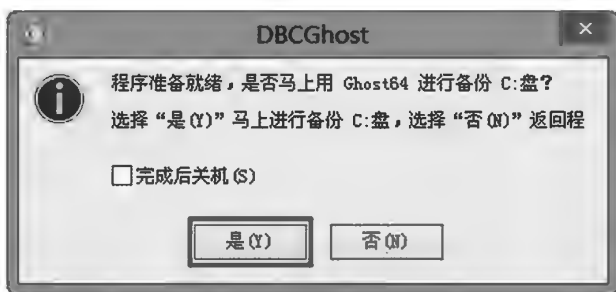 DBCGhost
程序准备就绪，是否马上用 Ghost64 进行备份 C:盘？
选择“是(Y)”马上进行备份 C:盘，选择“否(N)”返回程
完成后关机(S)
是(Y)
否(N)